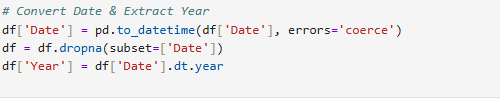 # Convert Date & Extract Year
df['Date'] = pd.to_datetime(df['Date'], errors='coerce')
df = df.dropna(subset=['Date'])
df['Year'] = df['Date'].dt.year